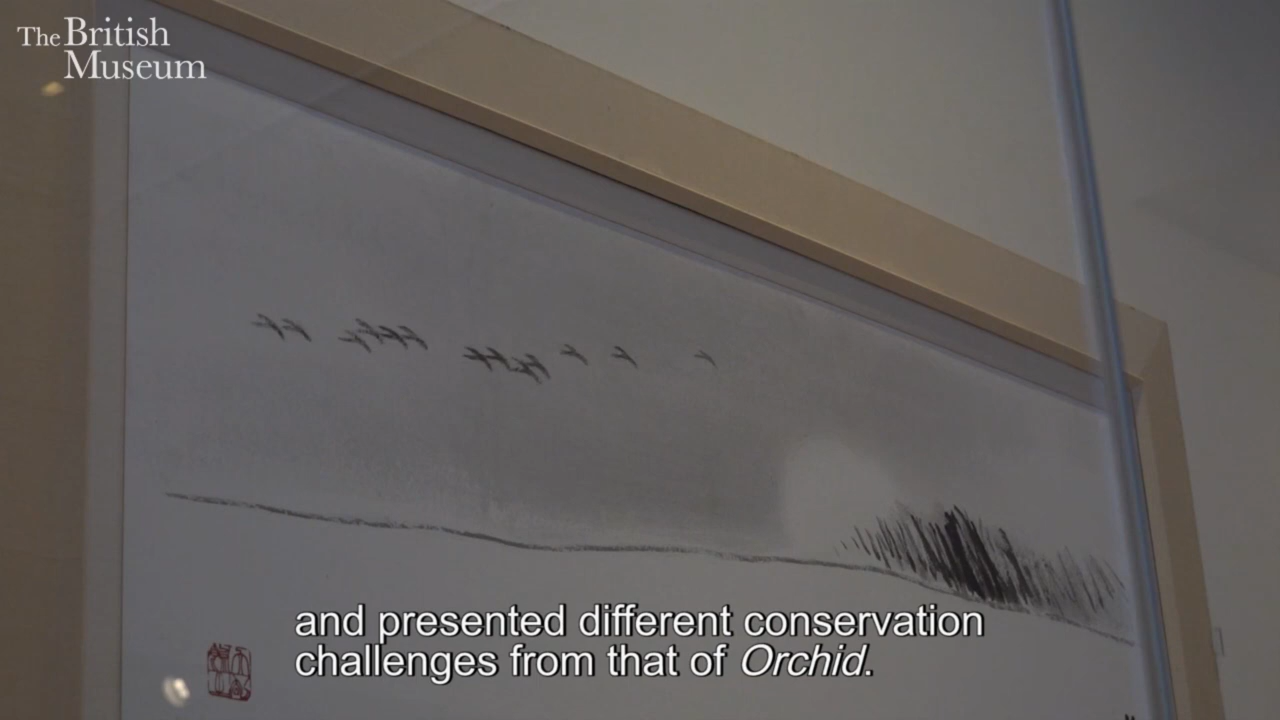 The British
Museum
and presented different conservation
challenges from that of Orchid.